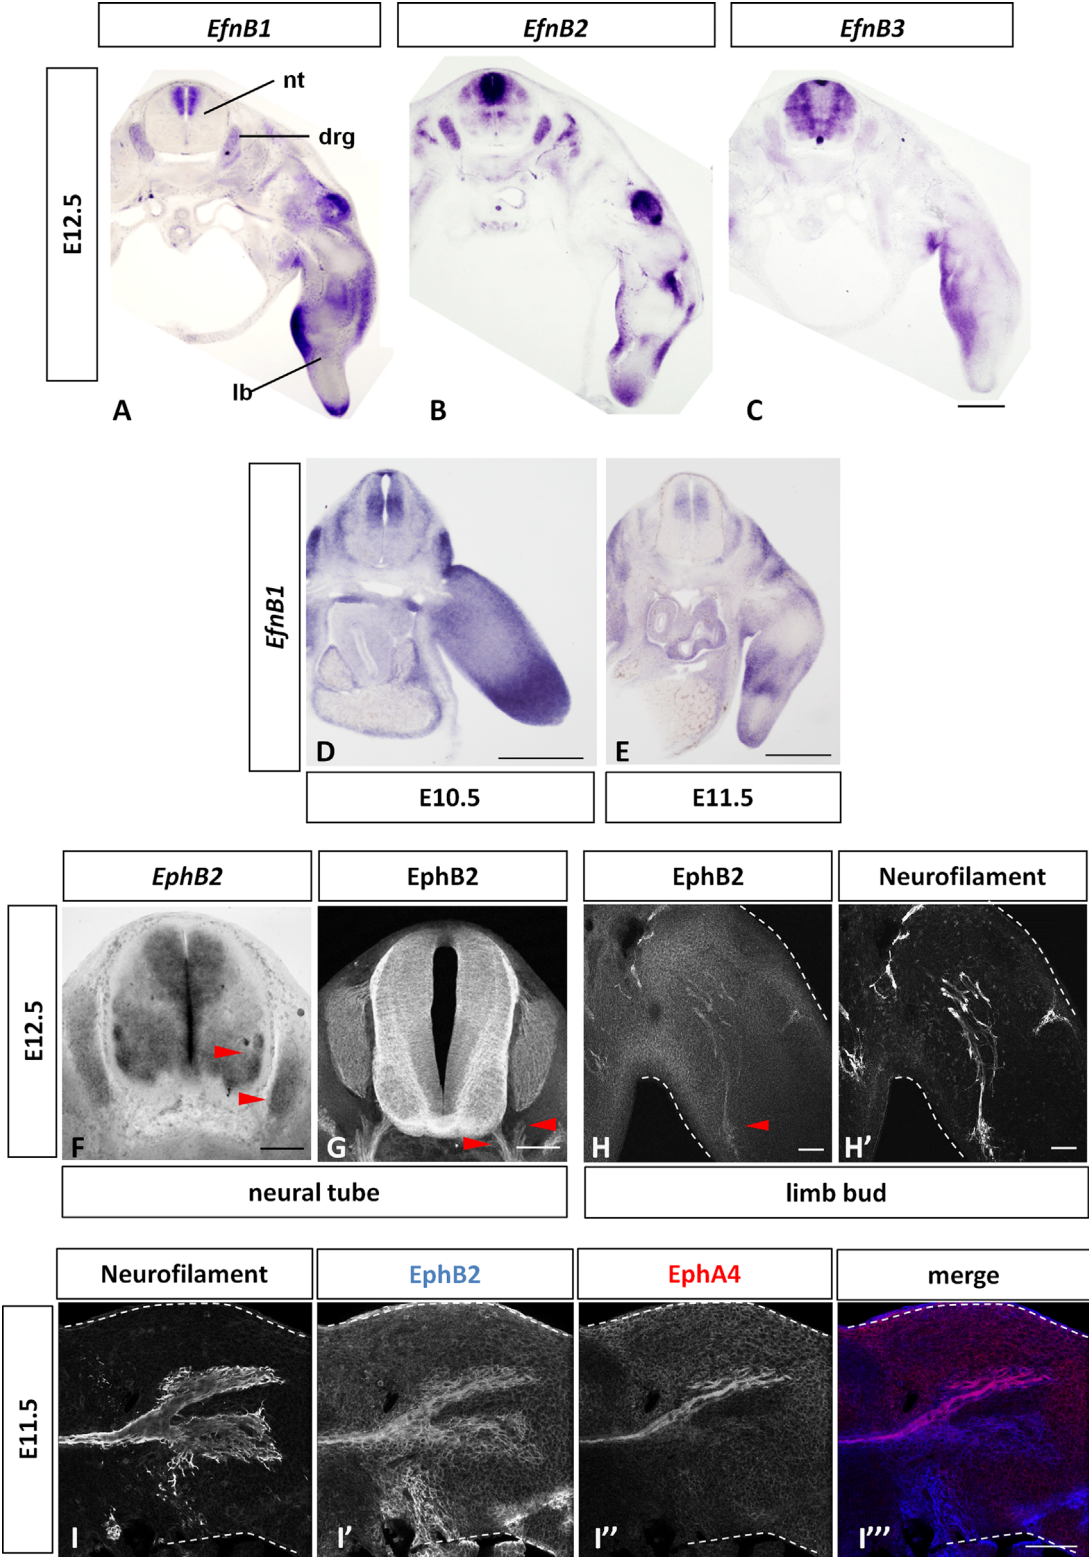 EfnB1
EfnB2
EfnB3
E12.5
nt
drg
lb
A
B
C
EfnB1
D
E
E10.5
E11.5
EphB2
EphB2
EphB2
Neurofilament
E12.5
F
G
H
H'
neural tube
limb bud
Neurofilament
EphB2
EphA4
merge
E11.5
I
I'
I''
I'''